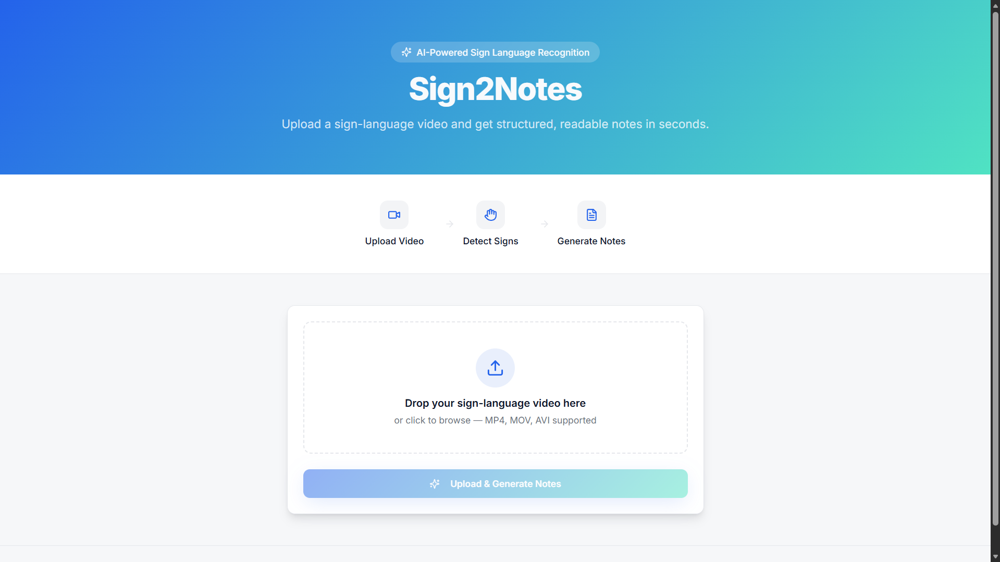 AI-Powered Sign Language Recognition
Sign2Notes
Upload a sign-language video and get structured, readable notes in seconds.
Upload Video
Detect Signs
Generate Notes
Drop your sign-language video here
or click to browse — MP4, MOV, AVI supported
Upload & Generate Notes